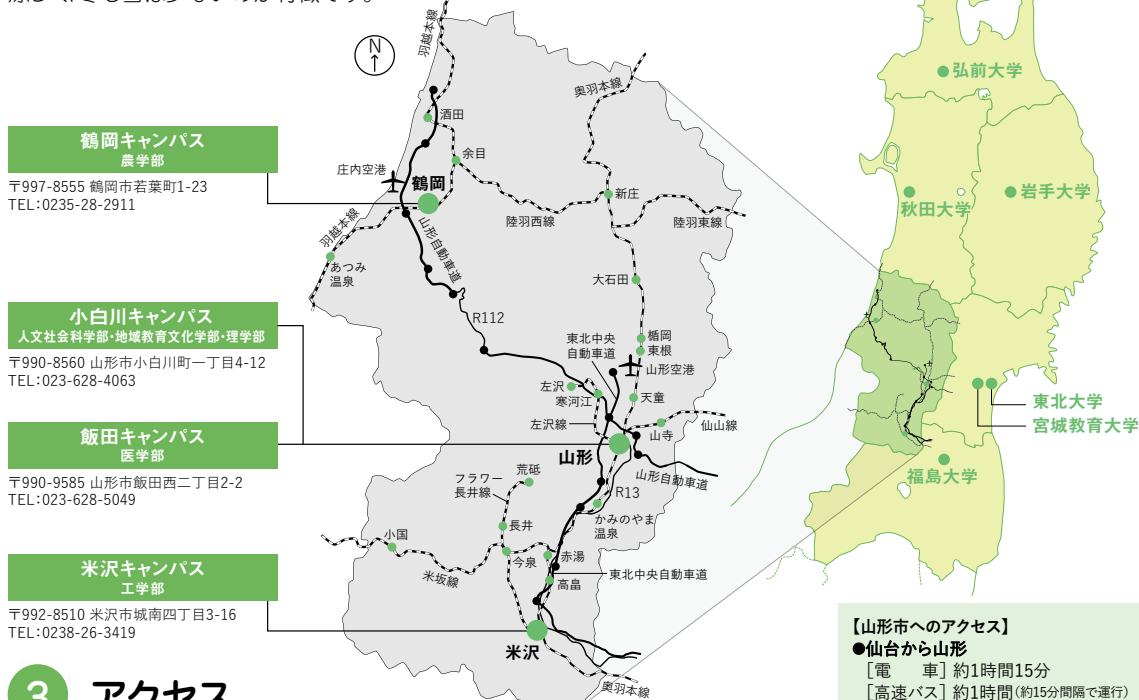 羽越本線
N
奥羽本線
酒田
余目
庄内空港
鶴岡
新庄
陸羽西線
陸羽東線
羽越本線
山形自動車道
あつみ
温泉
大石田
R112
東北中央
自動車道
楯岡
東根
山形空港
左沢
寒河江
天童
左沢線
山寺
仙山線
山形
山形自動車道
フラワー
長井線
荒砥
R13
かみのやま
温泉
長井
小国
今泉
赤湯
米坂線
高畠
東北中央自動車道
米沢
奥羽本線
鶴岡キャンパス
農学部
〒997-8555 鶴岡市若葉町1-23
TEL:0235-28-2911
小白川キャンパス
人文社会科学部・地域教育文化学部・理学部
〒990-8560 山形市小白川町一丁目4-12
TEL:023-628-4063
飯田キャンパス
医学部
〒990-9585 山形市飯田西二丁目2-2
TEL:023-628-5049
米沢キャンパス
工学部
〒992-8510 米沢市城南四丁目3-16
TEL:0238-26-3419
弘前大学
秋田大学
岩手大学
東北大学
宮城教育大学
福島大学
【山形市へのアクセス】
●仙台から山形
[電　車] 約1時間15分
[高速バス] 約1時間(約15分間隔で運行)
3 アクセス